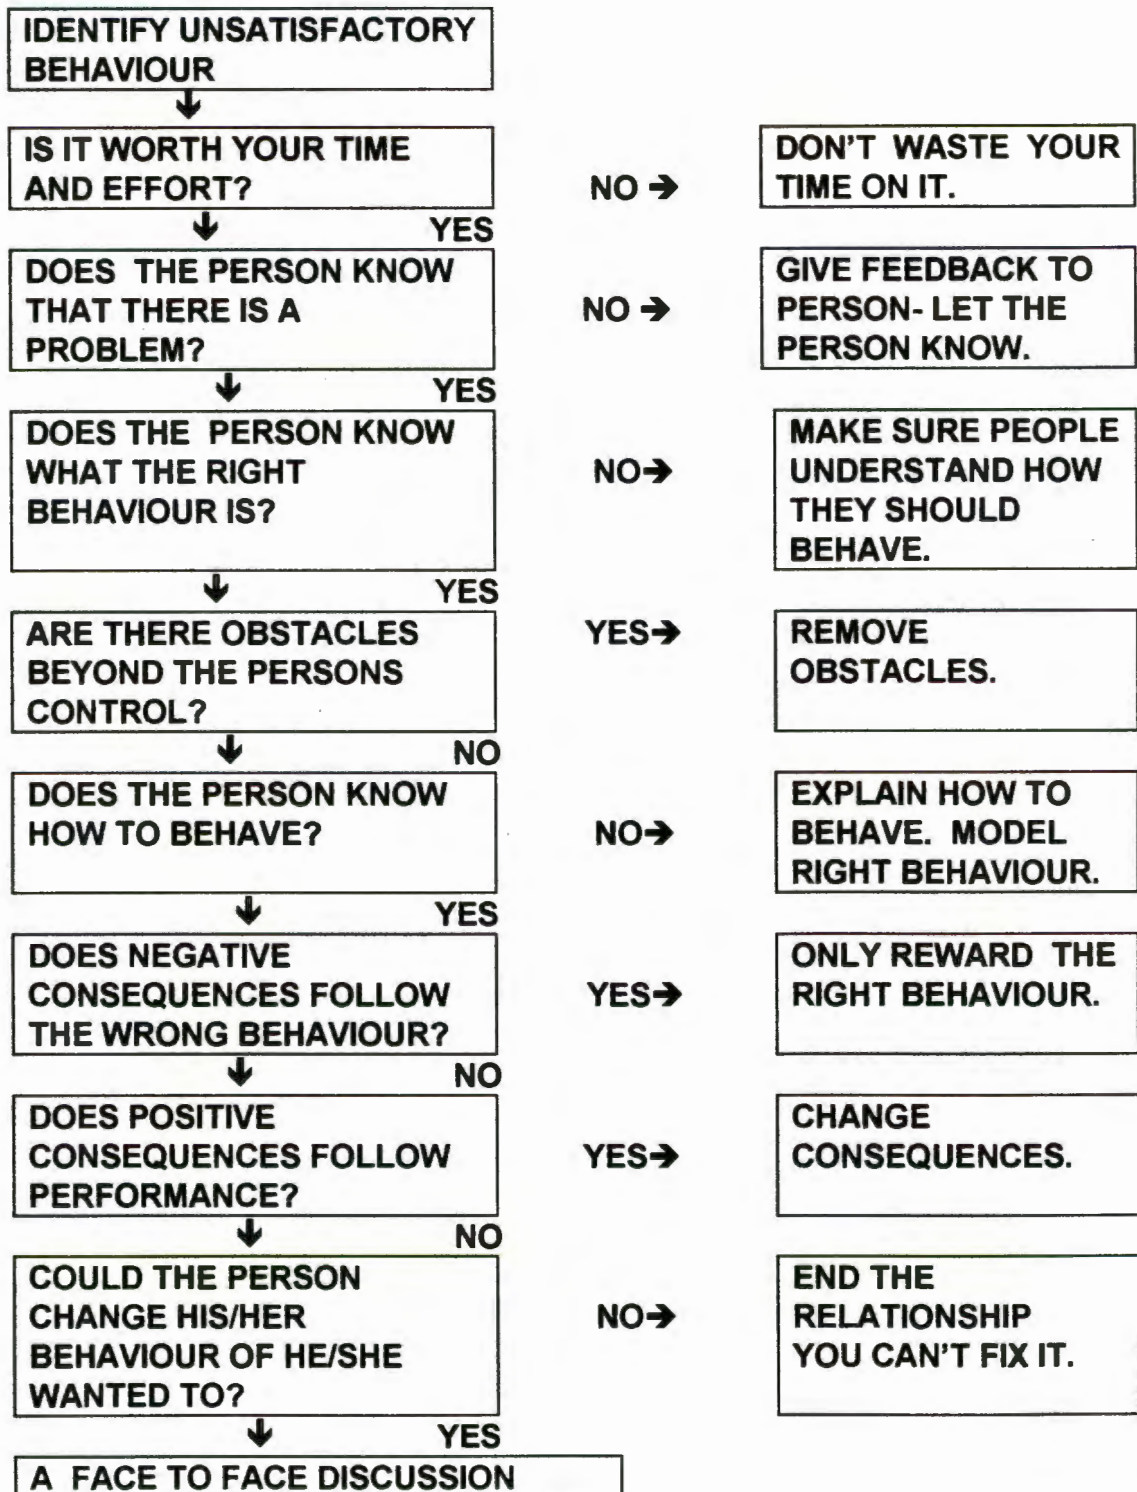 IDENTIFY UNSATISFACTORY
BEHAVIOUR
IS IT WORTH YOUR TIME
AND EFFORT?
NO →
DON'T WASTE YOUR
TIME ON IT.
YES
DOES THE PERSON KNOW
THAT THERE IS A
PROBLEM?
NO →
GIVE FEEDBACK TO
PERSON- LET THE
PERSON KNOW.
YES
DOES THE PERSON KNOW
WHAT THE RIGHT
BEHAVIOUR IS?
NO→
MAKE SURE PEOPLE
UNDERSTAND HOW
THEY SHOULD
BEHAVE.
YES
ARE THERE OBSTACLES
BEYOND THE PERSONS
CONTROL?
YES→
REMOVE
OBSTACLES.
NO
DOES THE PERSON KNOW
HOW TO BEHAVE?
NO→
EXPLAIN HOW TO
BEHAVE. MODEL
RIGHT BEHAVIOUR.
YES
DOES NEGATIVE
CONSEQUENCES FOLLOW
THE WRONG BEHAVIOUR?
YES→
ONLY REWARD THE
RIGHT BEHAVIOUR.
NO
DOES POSITIVE
CONSEQUENCES FOLLOW
PERFORMANCE?
YES→
CHANGE
CONSEQUENCES.
NO
COULD THE PERSON
CHANGE HIS/HER
BEHAVIOUR OF HE/SHE
WANTED TO?
NO→
END THE
RELATIONSHIP
YOU CAN'T FIX IT.
YES
A FACE TO FACE DISCUSSION